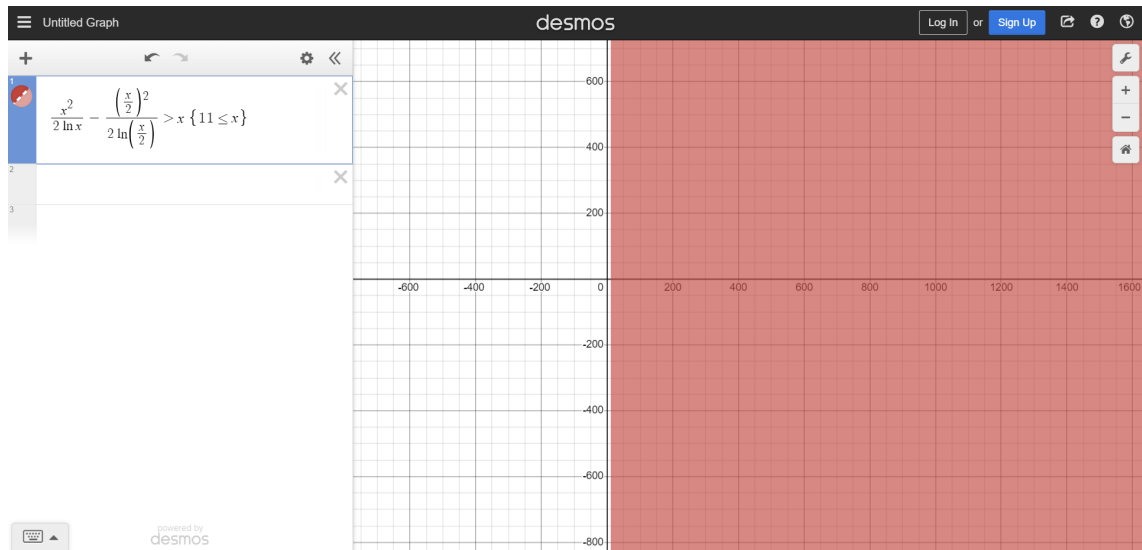 Untitled Graph
desmos
Log In or Sign Up
1
x^2/(2 ln x) − (x/2)^2/(2 ln(x/2)) > x {11 ≤ x}
2
3
powered by
desmos
600
400
200
-600 -400 -200 0 200 400 600 800 1000 1200 1400 1600
-200
-400
-600
-800